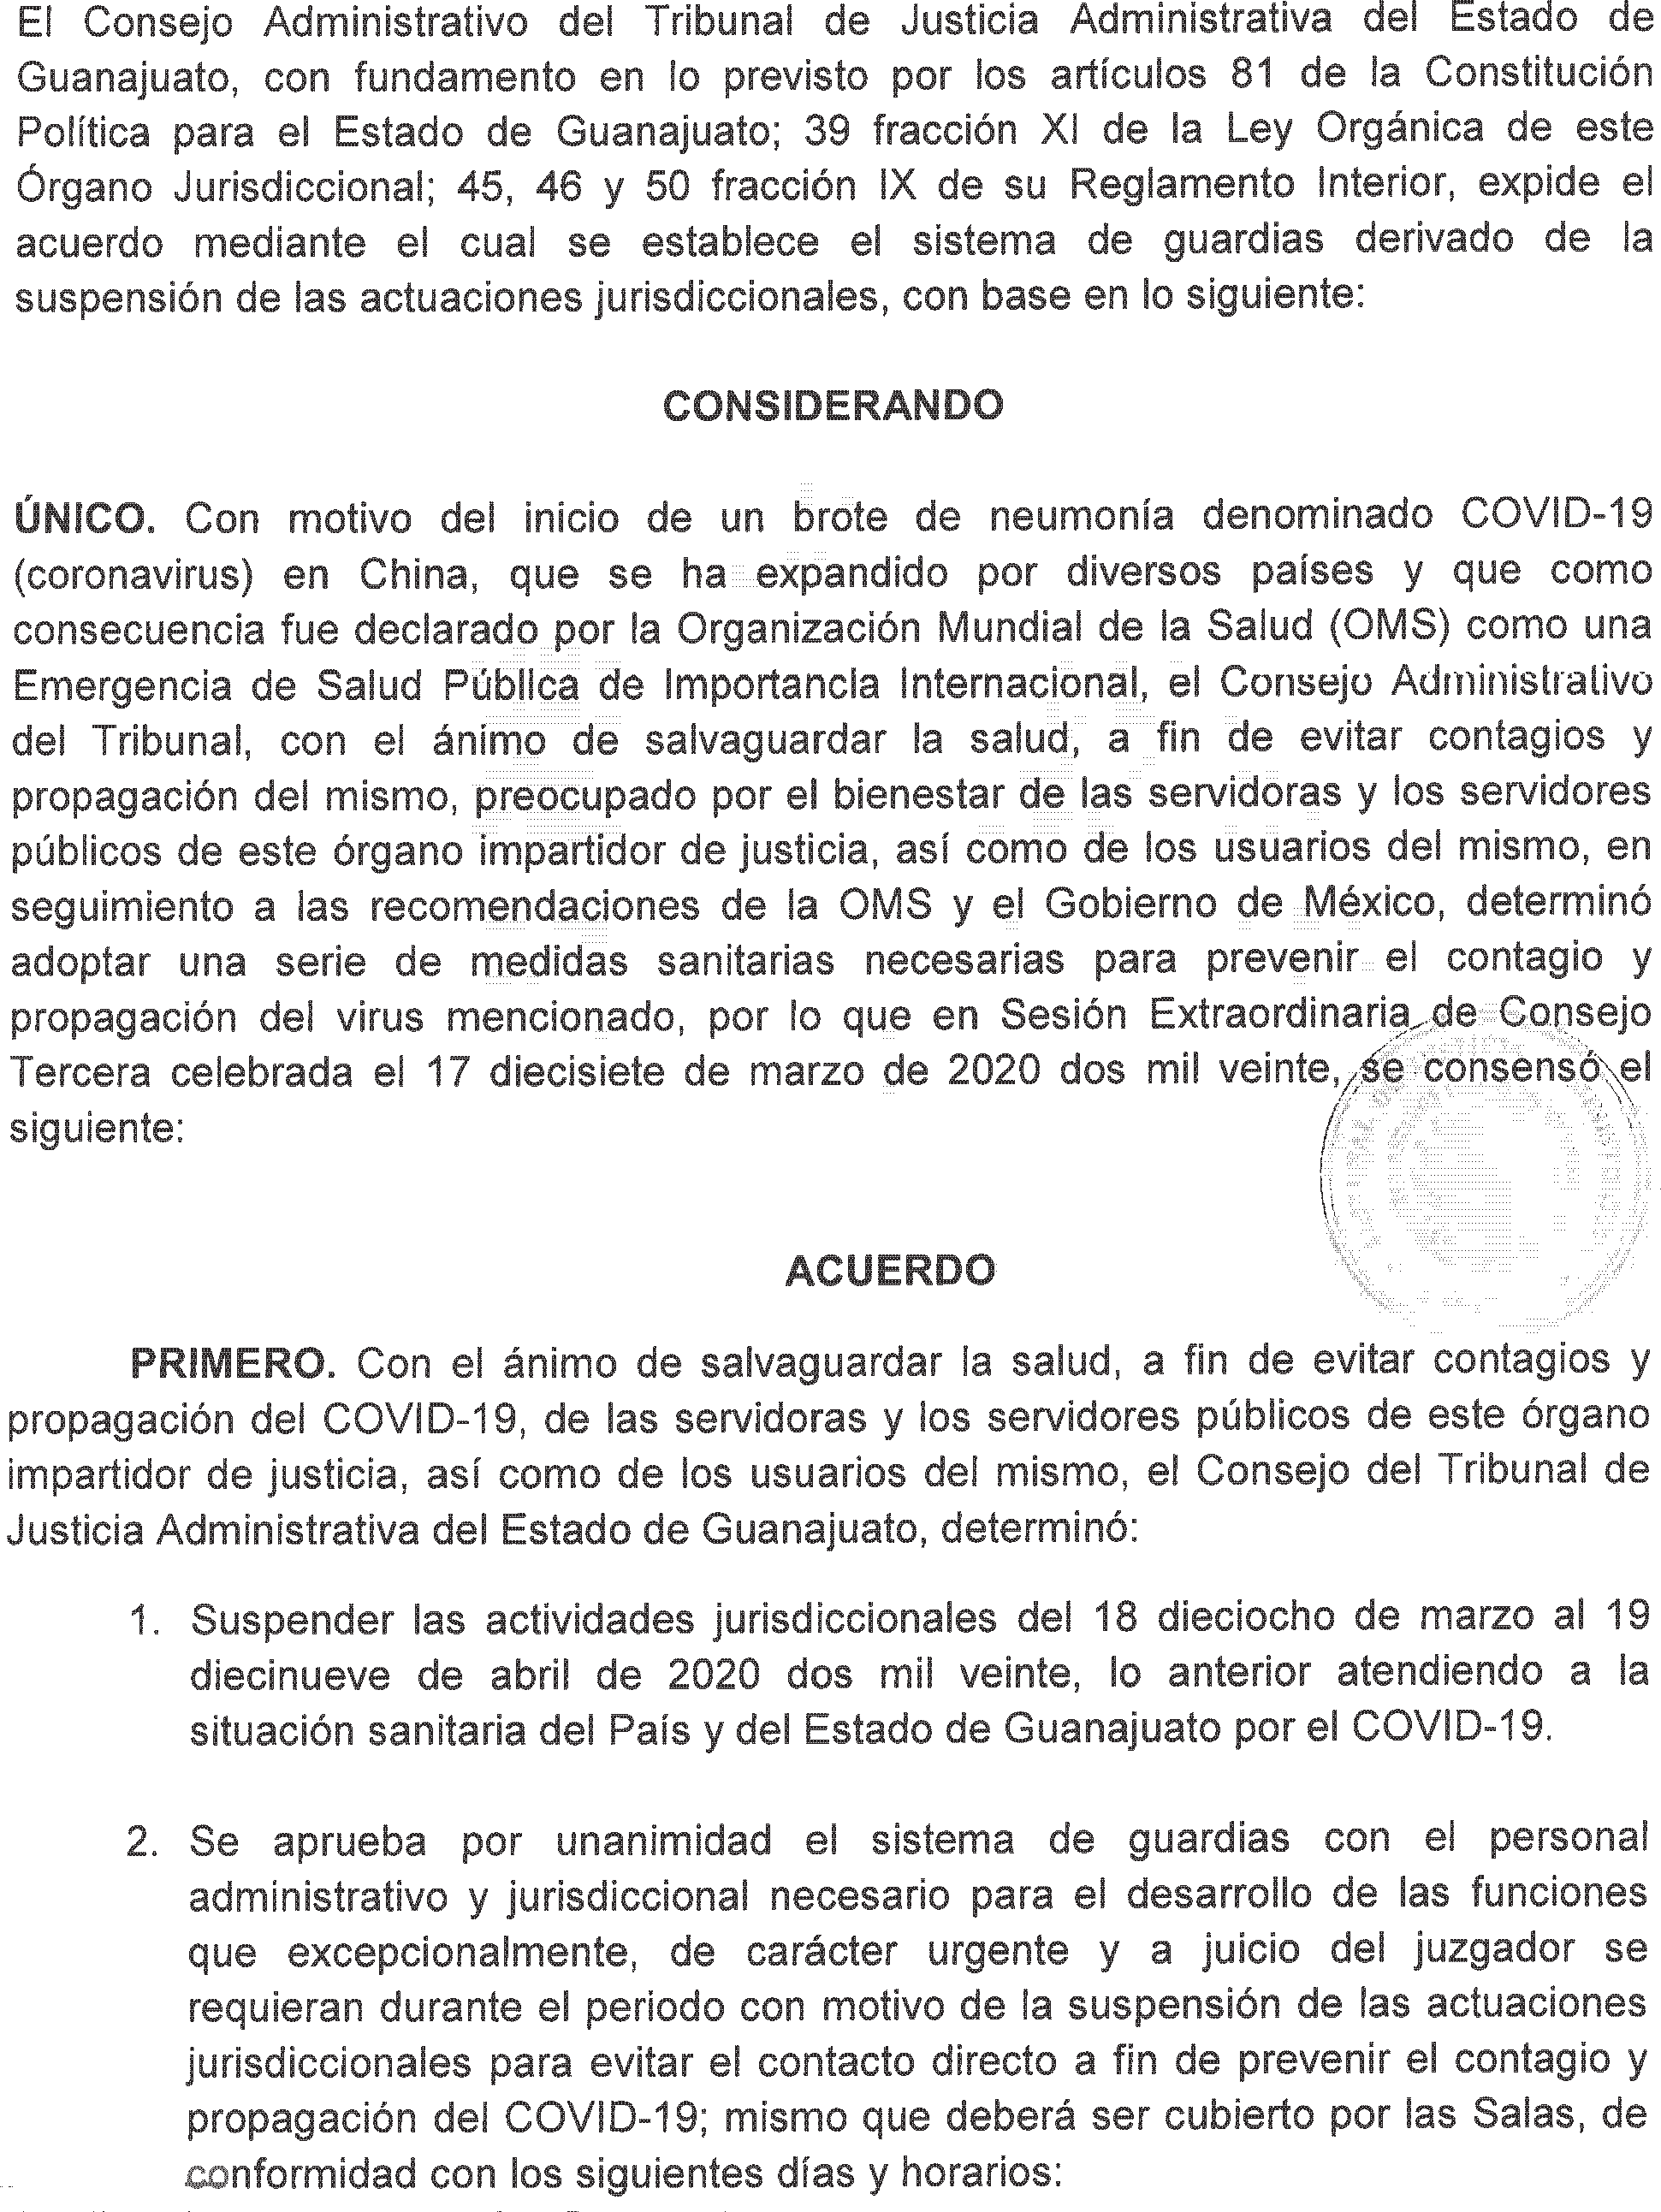 El Consejo Administrativo del Tribunal de Justicia Administrativa del Estado de
Guanajuato, con fundamento en lo previsto por los artículos 81 de la Constitución
Política para el Estado de Guanajuato; 39 fracción XI de la Ley Orgánica de este
Órgano Jurisdiccional; 45, 46 y 50 fracción IX de su Reglamento Interior, expide el
acuerdo mediante el cual se establece el sistema de guardias derivado de la
suspensión de las actuaciones jurisdiccionales, con base en lo siguiente:
CONSIDERANDO
ÚNICO. Con motivo del inicio de un brote de neumonía denominado COVID-19
(coronavirus) en China, que se ha expandido por diversos países y que como
consecuencia fue declarado por la Organización Mundial de la Salud (OMS) como una
Emergencia de Salud Pública de Importancia Internacional, el Consejo Administrativo
del Tribunal, con el ánimo de salvaguardar la salud, a fin de evitar contagios y
propagación del mismo, preocupado por el bienestar de las servidoras y los servidores
públicos de este órgano impartidor de justicia, así como de los usuarios del mismo, en
seguimiento a las recomendaciones de la OMS y el Gobierno de México, determinó
adoptar una serie de medidas sanitarias necesarias para prevenir el contagio y
propagación del virus mencionado, por lo que en Sesión Extraordinaria de Consejo
Tercera celebrada el 17 diecisiete de marzo de 2020 dos mil veinte, se consensó el
siguiente:
ACUERDO
PRIMERO. Con el ánimo de salvaguardar la salud, a fin de evitar contagios y
propagación del COVID-19, de las servidoras y los servidores públicos de este órgano
impartidor de justicia, así como de los usuarios del mismo, el Consejo del Tribunal de
Justicia Administrativa del Estado de Guanajuato, determinó:
1. Suspender las actividades jurisdiccionales del 18 dieciocho de marzo al 19
diecinueve de abril de 2020 dos mil veinte, lo anterior atendiendo a la
situación sanitaria del País y del Estado de Guanajuato por el COVID-19.
2. Se aprueba por unanimidad el sistema de guardias con el personal
administrativo y jurisdiccional necesario para el desarrollo de las funciones
que excepcionalmente, de carácter urgente y a juicio del juzgador se
requieran durante el periodo con motivo de la suspensión de las actuaciones
jurisdiccionales para evitar el contacto directo a fin de prevenir el contagio y
propagación del COVID-19; mismo que deberá ser cubierto por las Salas, de
conformidad con los siguientes días y horarios: